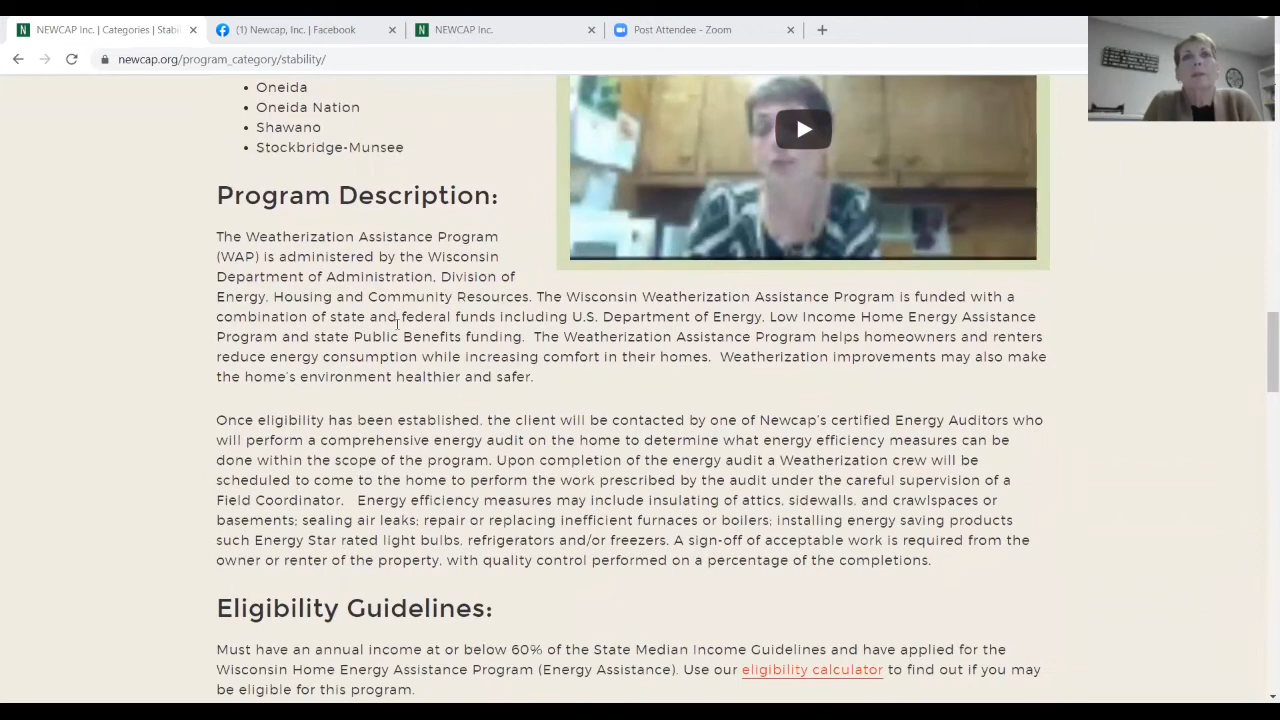 NEWCAP Inc. | Categories | Stabi
(1) Newcap, Inc. | Facebook
NEWCAP Inc.
Post Attendee - Zoom
newcap.org/program_category/stability/
Oneida
Oneida Nation
Shawano
Stockbridge-Munsee
Program Description:
The Weatherization Assistance Program
(WAP) is administered by the Wisconsin
Department of Administration, Division of
Energy, Housing and Community Resources. The Wisconsin Weatherization Assistance Program is funded with a
combination of state and federal funds including U.S. Department of Energy, Low Income Home Energy Assistance
Program and state Public Benefits funding. The Weatherization Assistance Program helps homeowners and renters
reduce energy consumption while increasing comfort in their homes. Weatherization improvements may also make
the home's environment healthier and safer.
Once eligibility has been established, the client will be contacted by one of Newcap's certified Energy Auditors who
will perform a comprehensive energy audit on the home to determine what energy efficiency measures can be
done within the scope of the program. Upon completion of the energy audit a Weatherization crew will be
scheduled to come to the home to perform the work prescribed by the audit under the careful supervision of a
Field Coordinator. Energy efficiency measures may include insulating of attics, sidewalls, and crawlspaces or
basements; sealing air leaks; repair or replacing inefficient furnaces or boilers; installing energy saving products
such Energy Star rated light bulbs, refrigerators and/or freezers. A sign-off of acceptable work is required from the
owner or renter of the property, with quality control performed on a percentage of the completions.
Eligibility Guidelines:
Must have an annual income at or below 60% of the State Median Income Guidelines and have applied for the
Wisconsin Home Energy Assistance Program (Energy Assistance). Use our eligibility calculator to find out if you may
be eligible for this program.